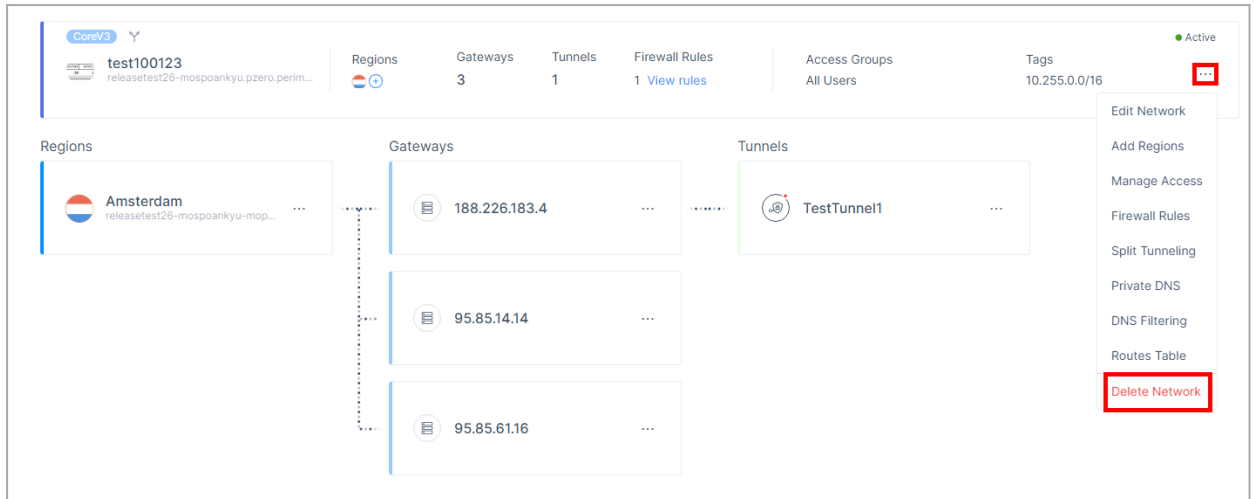 CoreV3
Active
test100123
releasetest26-mospoankyu.pzero.perim...
Regions
Gateways
3
Tunnels
1
Firewall Rules
1 View rules
Access Groups
All Users
Tags
10.255.0.0/16
...
Edit Network
Add Regions
Manage Access
Firewall Rules
Split Tunneling
Private DNS
DNS Filtering
Routes Table
Delete Network
Regions
Amsterdam
releasetest26-mospoankyu-mop...
...
Gateways
188.226.183.4
...
95.85.14.14
...
95.85.61.16
...
Tunnels
TestTunnel1
...